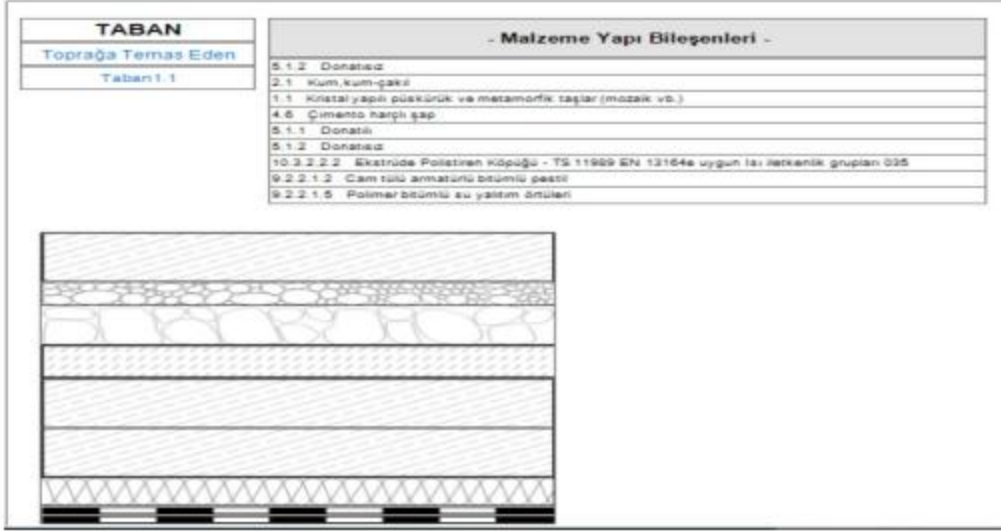 TABAN
Toprağa Temas Eden
Taban1.1
- Malzeme Yapı Bileşenleri -
5.1.2 Donatısız
2.1 Kum,kum-çakıl
1.1 Kristal yapılı püskürük ve metamorfik taşlar (mozaik vb.)
4.6 Çimento harçlı şap
5.1.1 Donatılı
5.1.2 Donatısız
10.3.2.2.2 Ekstrüde Polistiren Köpüğü - TS 11989 EN 13164e uygun Isı iletkenlik grupları 035
9.2.2.1.2 Cam tülü armatürlü bitümlü pestil
9.2.2.1.5 Polimer bitümlü su yalıtım örtüleri